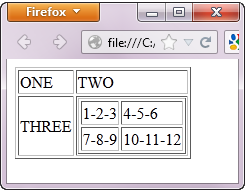 Firefox
file:///C:/
ONE TWO
THREE
1-2-3 4-5-6
7-8-9 10-11-12